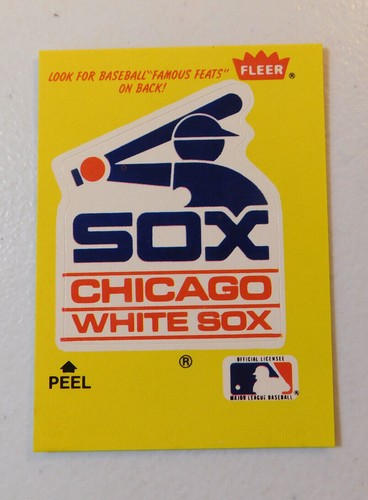 LOOK FOR BASEBALL "FAMOUS FEATS"
ON BACK!
FLEER®
SOX
CHICAGO
WHITE SOX
®
PEEL
OFFICIAL LICENSEE
®
MAJOR LEAGUE BASEBALL